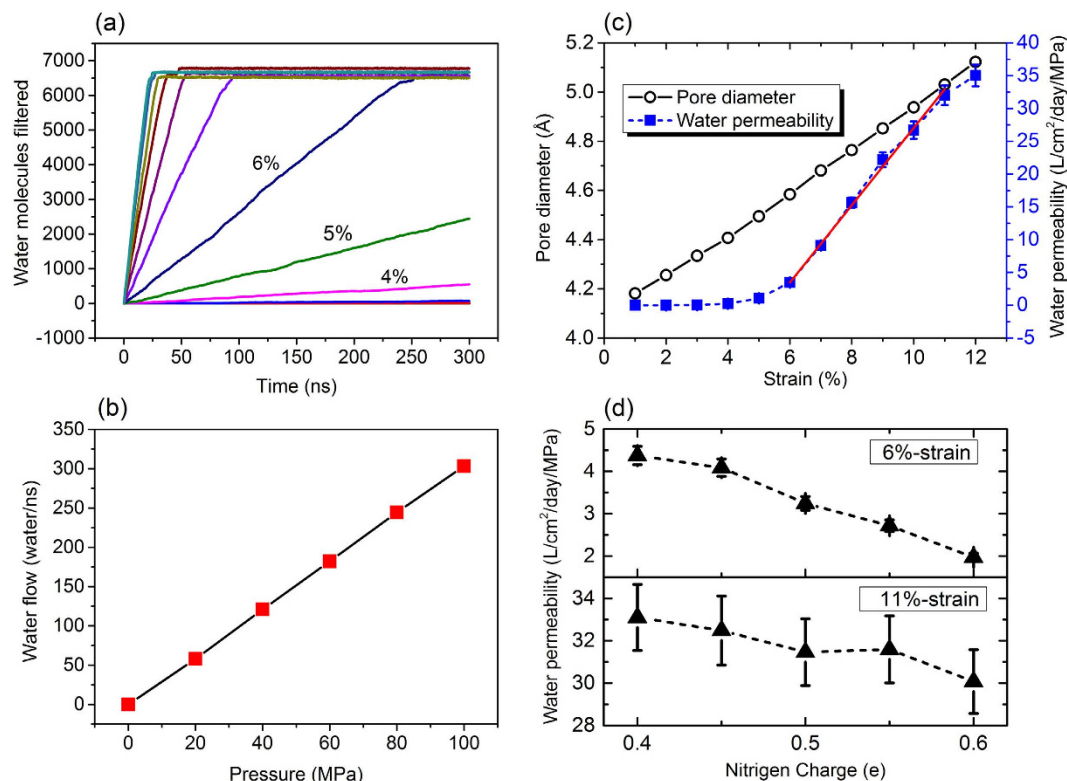 (a)
7000
6000
5000
4000
3000
2000
1000
0
-1000
Water molecules filtered
6%
5%
4%
0 50 100 150 200 250 300
Time (ns)
(c)
5.2
5.0
4.8
4.6
4.4
4.2
4.0
Pore diameter (Å)
Pore diameter
Water permeability
40
35
30
25
20
15
10
5
0
-5
Water permeability (L/cm²/day/MPa)
0 2 4 6 8 10 12
Strain (%)
(b)
350
300
250
200
150
100
50
0
Water flow (water/ns)
0 20 40 60 80 100
Pressure (MPa)
(d)
5
4
3
2
6%-strain
34
32
30
28
11%-strain
Water permeability (L/cm²/day/MPa)
0.4 0.5 0.6
Nitrigen Charge (e)